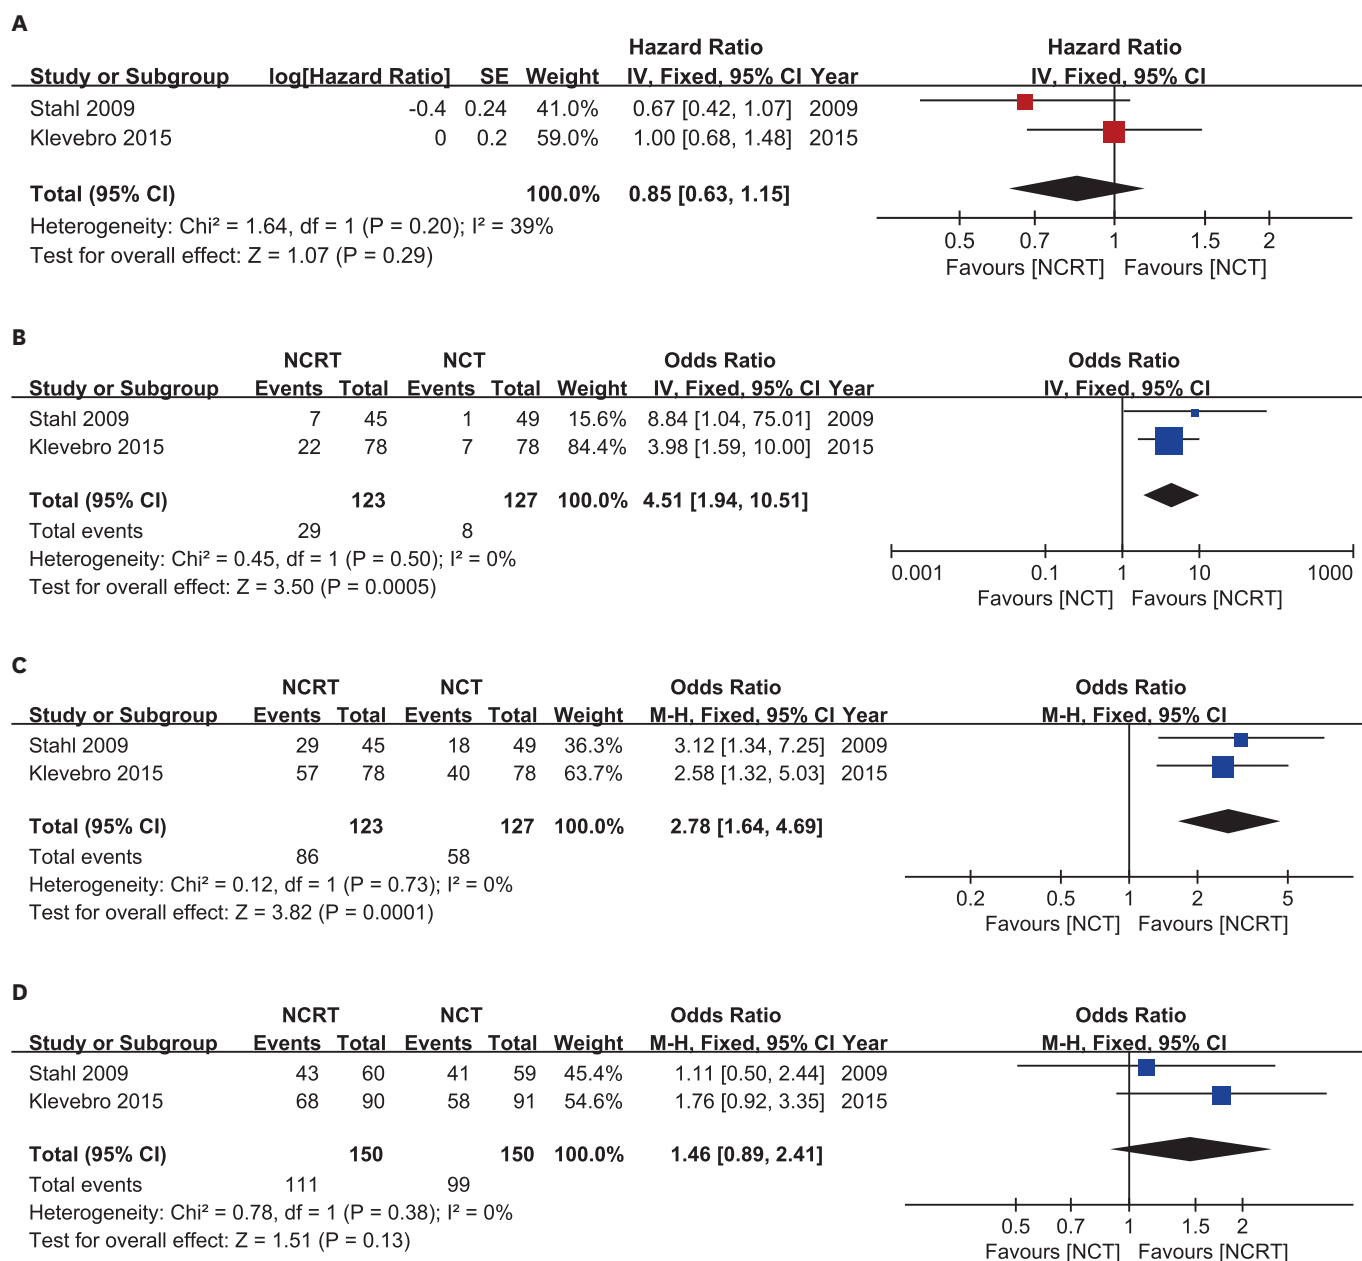 A
Hazard Ratio Hazard Ratio
Study or Subgroup log[Hazard Ratio] SE Weight IV, Fixed, 95% CI Year IV, Fixed, 95% CI
Stahl 2009 -0.4 0.24 41.0% 0.67 [0.42, 1.07] 2009
Klevebro 2015 0 0.2 59.0% 1.00 [0.68, 1.48] 2015
Total (95% CI) 100.0% 0.85 [0.63, 1.15]
Heterogeneity: Chi² = 1.64, df = 1 (P = 0.20); I² = 39%
Test for overall effect: Z = 1.07 (P = 0.29)
0.5 0.7 1 1.5 2
Favours [NCRT] Favours [NCT]
B
NCRT NCT Odds Ratio Odds Ratio
Study or Subgroup Events Total Events Total Weight IV, Fixed, 95% CI Year IV, Fixed, 95% CI
Stahl 2009 7 45 1 49 15.6% 8.84 [1.04, 75.01] 2009
Klevebro 2015 22 78 7 78 84.4% 3.98 [1.59, 10.00] 2015
Total (95% CI) 123 127 100.0% 4.51 [1.94, 10.51]
Total events 29 8
Heterogeneity: Chi² = 0.45, df = 1 (P = 0.50); I² = 0%
Test for overall effect: Z = 3.50 (P = 0.0005)
0.001 0.1 1 10 1000
Favours [NCT] Favours [NCRT]
C
NCRT NCT Odds Ratio Odds Ratio
Study or Subgroup Events Total Events Total Weight M-H, Fixed, 95% CI Year M-H, Fixed, 95% CI
Stahl 2009 29 45 18 49 36.3% 3.12 [1.34, 7.25] 2009
Klevebro 2015 57 78 40 78 63.7% 2.58 [1.32, 5.03] 2015
Total (95% CI) 123 127 100.0% 2.78 [1.64, 4.69]
Total events 86 58
Heterogeneity: Chi² = 0.12, df = 1 (P = 0.73); I² = 0%
Test for overall effect: Z = 3.82 (P = 0.0001)
0.2 0.5 1 2 5
Favours [NCT] Favours [NCRT]
D
NCRT NCT Odds Ratio Odds Ratio
Study or Subgroup Events Total Events Total Weight M-H, Fixed, 95% CI Year M-H, Fixed, 95% CI
Stahl 2009 43 60 41 59 45.4% 1.11 [0.50, 2.44] 2009
Klevebro 2015 68 90 58 91 54.6% 1.76 [0.92, 3.35] 2015
Total (95% CI) 150 150 100.0% 1.46 [0.89, 2.41]
Total events 111 99
Heterogeneity: Chi² = 0.78, df = 1 (P = 0.38); I² = 0%
Test for overall effect: Z = 1.51 (P = 0.13)
0.5 0.7 1 1.5 2
Favours [NCT] Favours [NCRT]